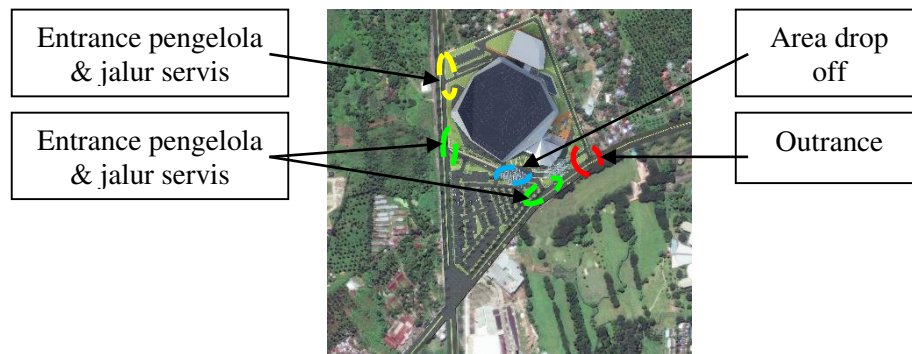 Entrance pengelola
& jalur servis
Entrance pengelola
& jalur servis
Area drop
off
Outrance